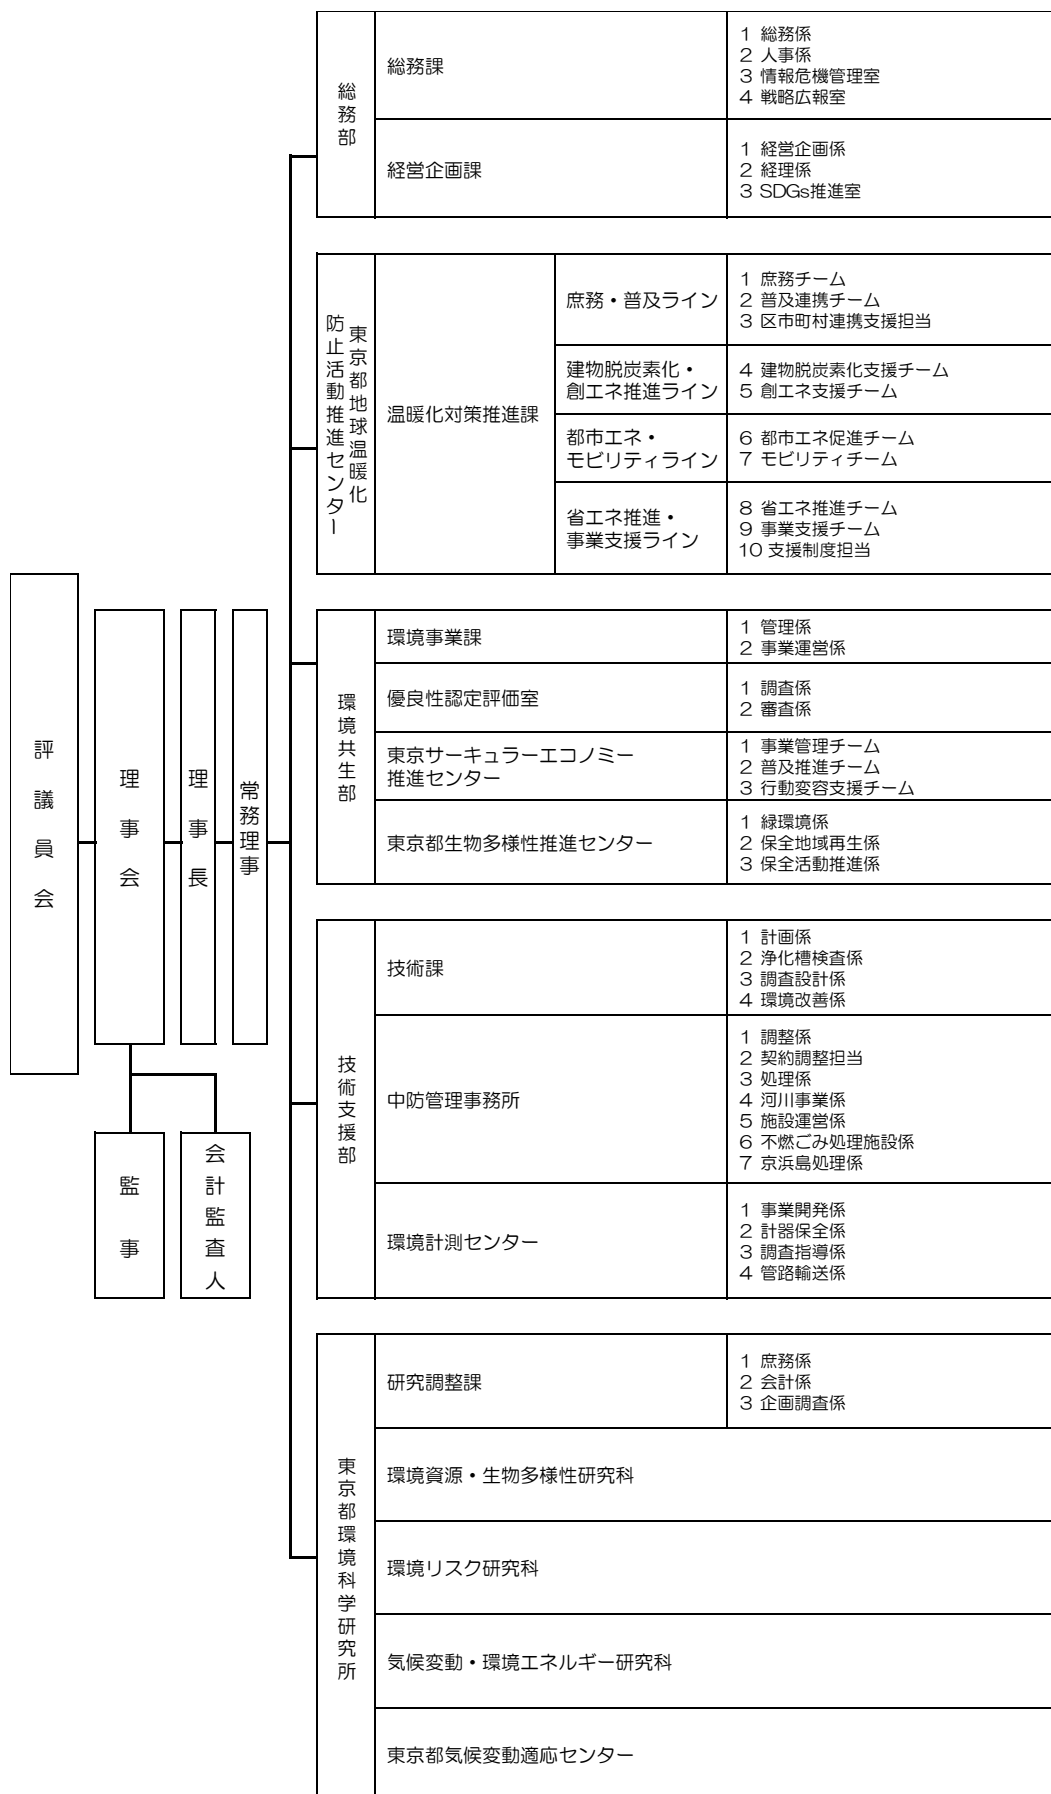 評議員会
理事会
理事長
常務理事
監事
会計監査人
総務部
総務課
1 総務係
2 人事係
3 情報危機管理室
4 戦略広報室
経営企画課
1 経営企画係
2 経理係
3 SDGs推進室
東京都地球温暖化
防止活動推進センター
温暖化対策推進課
庶務・普及ライン
1 庶務チーム
2 普及連携チーム
3 区市町村連携支援担当
建物脱炭素化・
創エネ推進ライン
4 建物脱炭素化支援チーム
5 創エネ支援チーム
都市エネ・
モビリティライン
6 都市エネ促進チーム
7 モビリティチーム
省エネ推進・
事業支援ライン
8 省エネ推進チーム
9 事業支援チーム
10 支援制度担当
環境共生部
環境事業課
1 管理係
2 事業運営係
優良性認定評価室
1 調査係
2 審査係
東京サーキュラーエコノミー
推進センター
1 事業管理チーム
2 普及推進チーム
3 行動変容支援チーム
東京都生物多様性推進センター
1 緑環境係
2 保全地域再生係
3 保全活動推進係
技術支援部
技術課
1 計画係
2 浄化槽検査係
3 調査設計係
4 環境改善係
中防管理事務所
1 調整係
2 契約調整担当
3 処理係
4 河川事業係
5 施設運営係
6 不燃ごみ処理施設係
7 京浜島処理係
環境計測センター
1 事業開発係
2 計器保全係
3 調査指導係
4 管路輸送係
東京都環境科学研究所
研究調整課
1 庶務係
2 会計係
3 企画調査係
環境資源・生物多様性研究科
環境リスク研究科
気候変動・環境エネルギー研究科
東京都気候変動適応センター